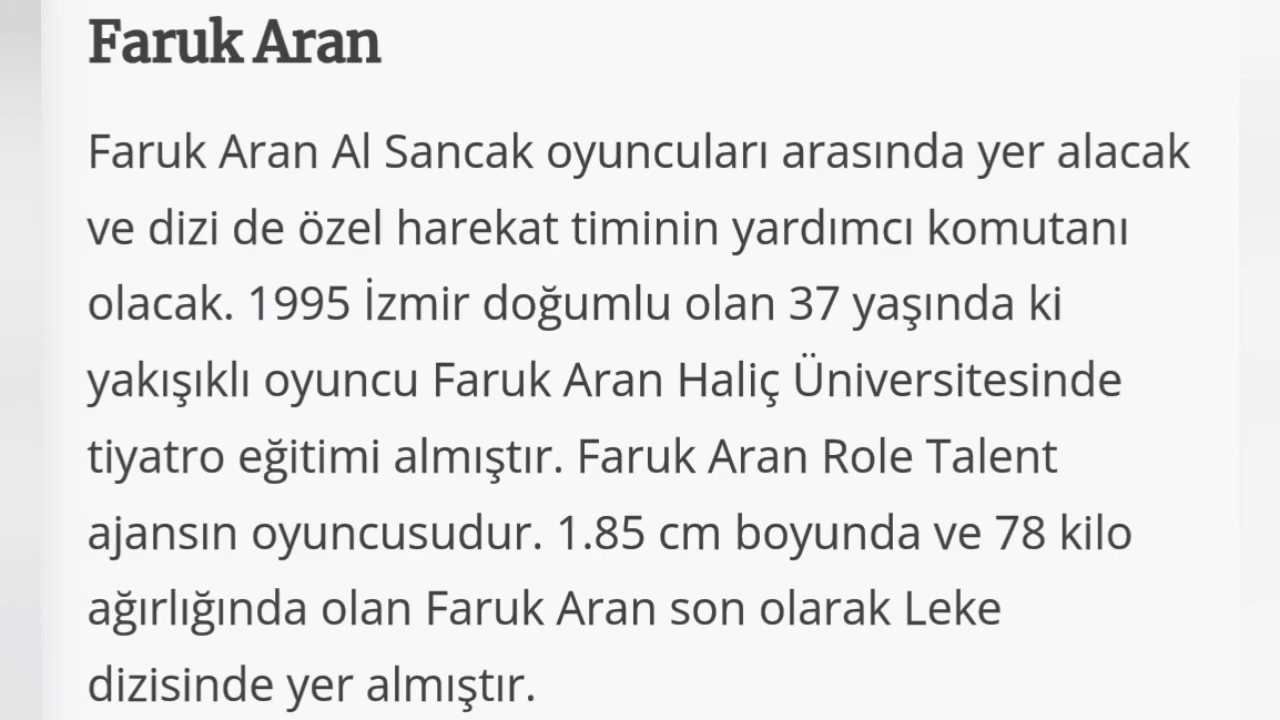 Faruk Aran
Faruk Aran Al Sancak oyuncuları arasında yer alacak
ve dizi de özel harekat timinin yardımcı komutanı
olacak. 1995 İzmir doğumlu olan 37 yaşında ki
yakışıklı oyuncu Faruk Aran Haliç Üniversitesinde
tiyatro eğitimi almıştır. Faruk Aran Role Talent
ajansın oyuncusudur. 1.85 cm boyunda ve 78 kilo
ağırlığında olan Faruk Aran son olarak Leke
dizisinde yer almıştır.